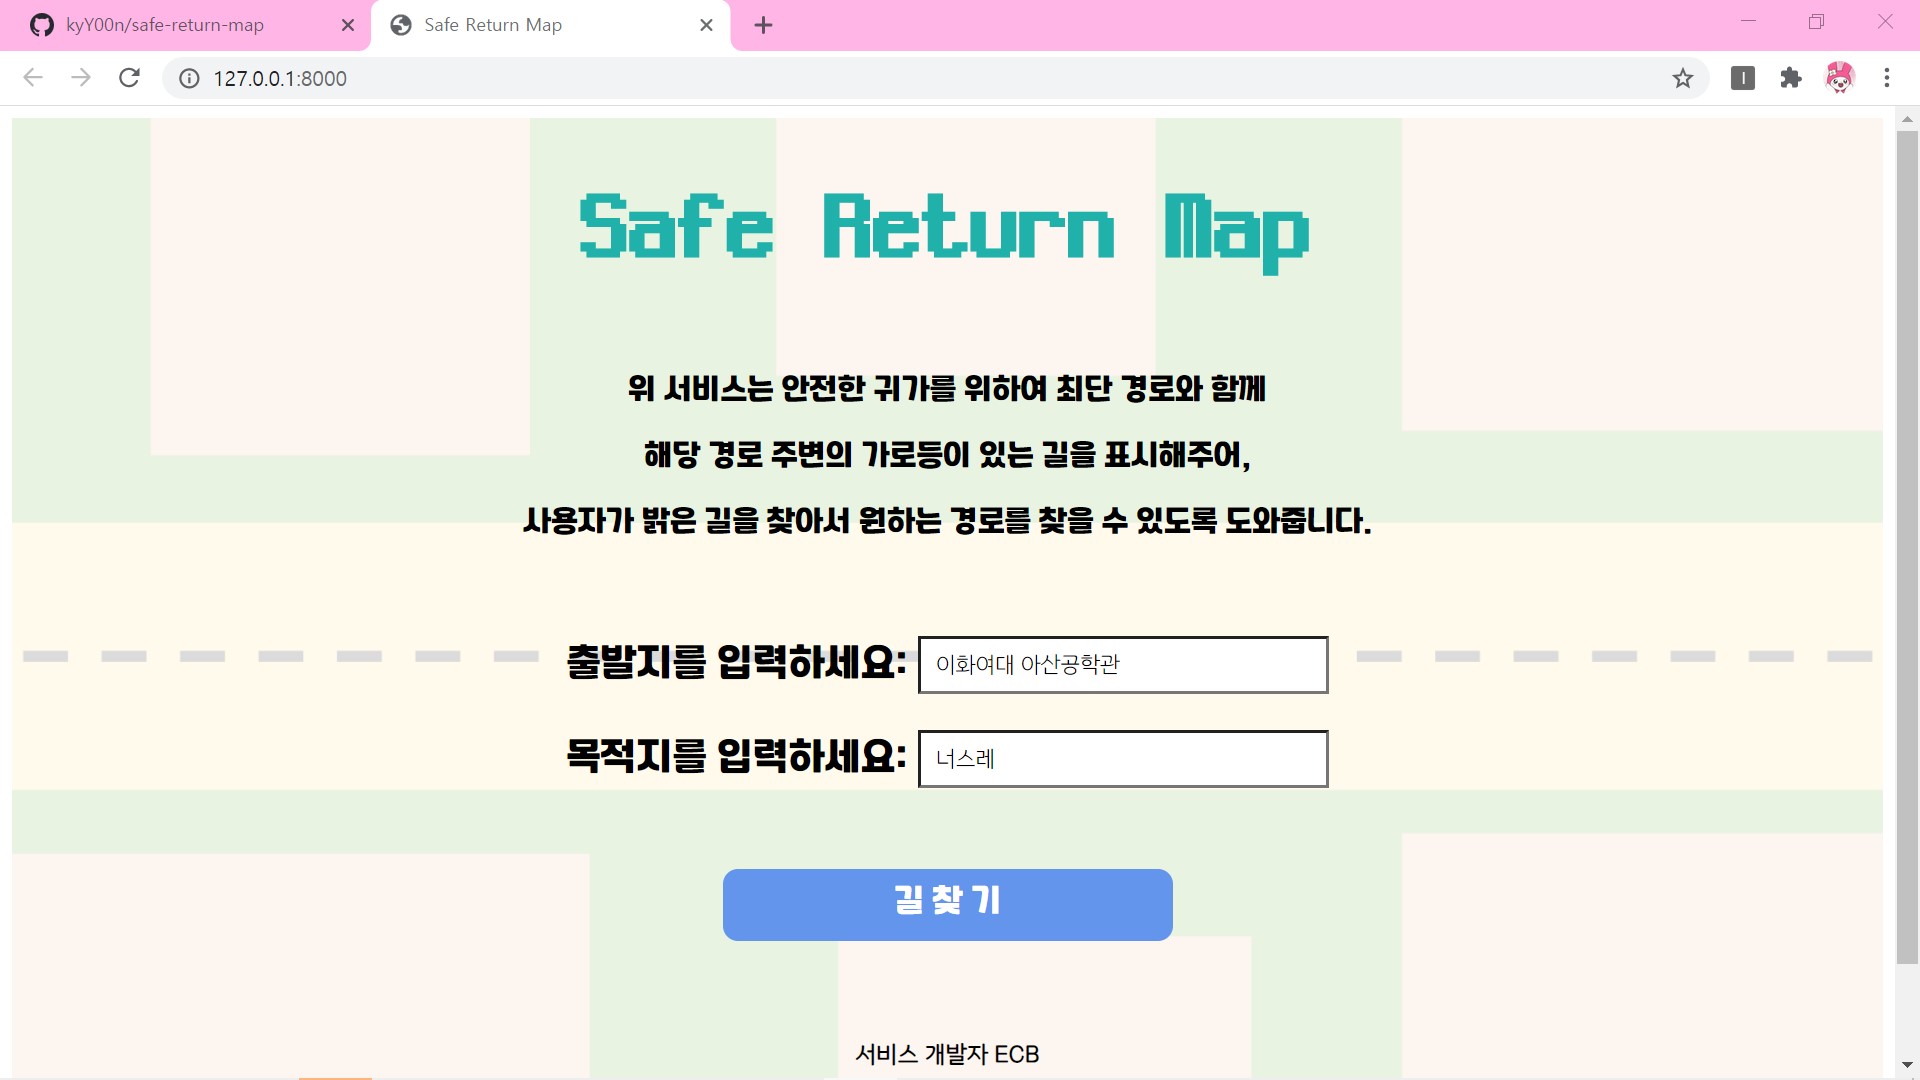 kyY00n/safe-return-map
Safe Return Map
127.0.0.1:8000
Safe Return Map
위 서비스는 안전한 귀가를 위하여 최단 경로와 함께
해당 경로 주변의 가로등이 있는 길을 표시해주어,
사용자가 밝은 길을 찾아서 원하는 경로를 찾을 수 있도록 도와줍니다.
출발지를 입력하세요: 이화여대 아산공학관
목적지를 입력하세요: 너스레
길 찾 기
서비스 개발자 ECB